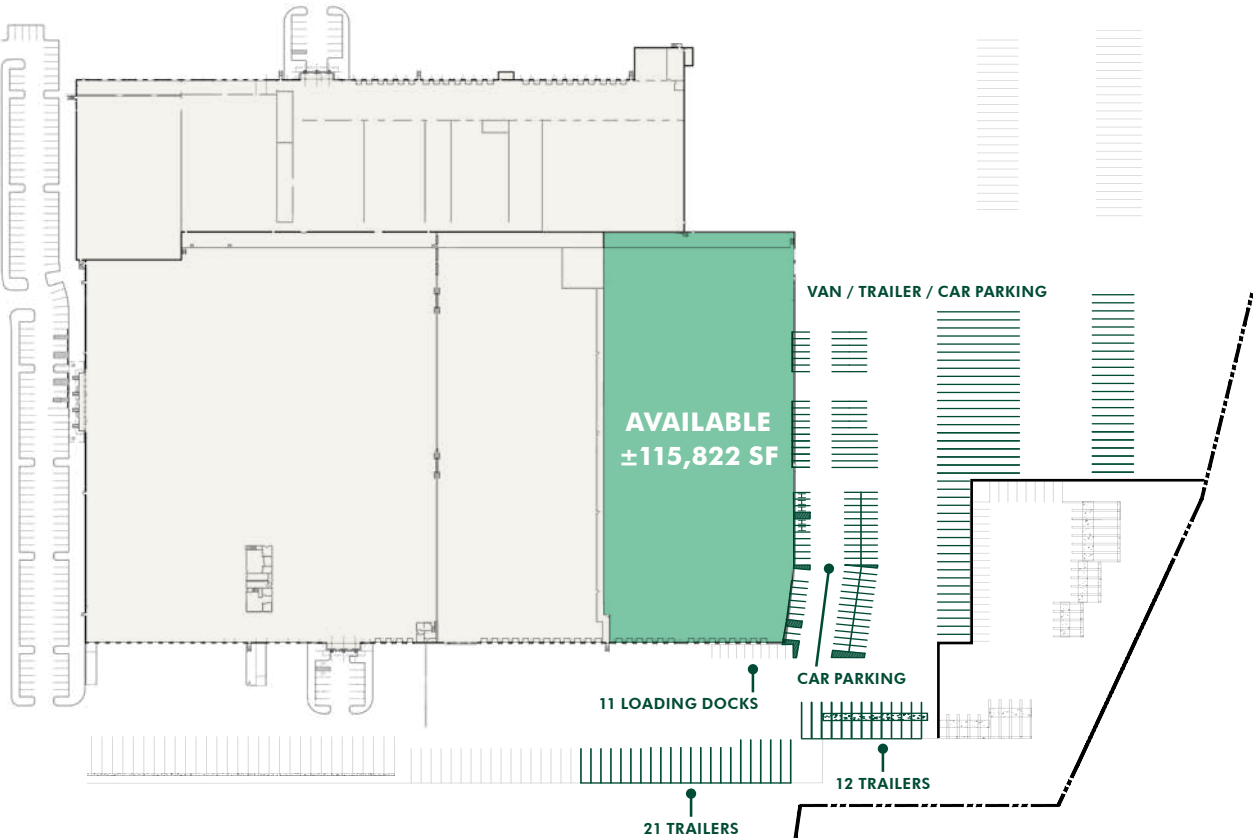 VAN / TRAILER / CAR PARKING
AVAILABLE
±115,822 SF
CAR PARKING
11 LOADING DOCKS
12 TRAILERS
21 TRAILERS